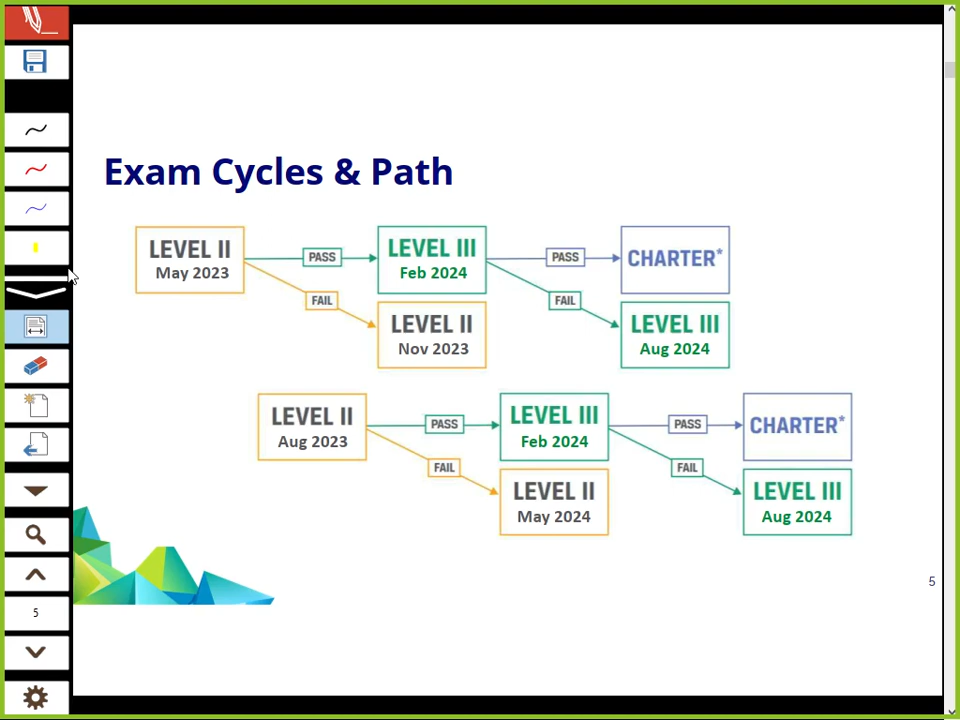 Exam Cycles & Path
LEVEL II
May 2023
PASS
LEVEL III
Feb 2024
PASS
CHARTER*
FAIL
LEVEL II
Nov 2023
FAIL
LEVEL III
Aug 2024
LEVEL II
Aug 2023
PASS
LEVEL III
Feb 2024
PASS
CHARTER*
FAIL
LEVEL II
May 2024
FAIL
LEVEL III
Aug 2024
5
5